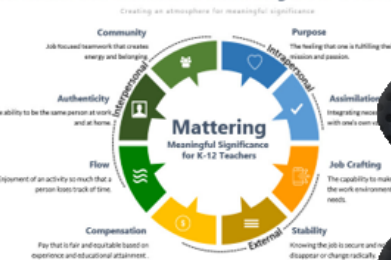 Creating an atmosphere for meaningful significance
Community
Job focused teamwork that creates
energy and belonging.
Purpose
The feeling that one is fulfilling their
mission and passion.
Interpersonal
Intrapersonal
Authenticity
ability to be the same person at work
and at home.
Assimilation
Integrating
with one's own
Mattering
Meaningful Significance
for K-12 Teachers
Flow
Enjoyment of an activity so much that a
person loses track of time.
Job Crafting
The capability to make
the work environment
needs.
Compensation
Pay that is fair and equitable based on
experience and educational attainment.
$
External
Stability
Knowing the job is secure and
disappear or change radically.